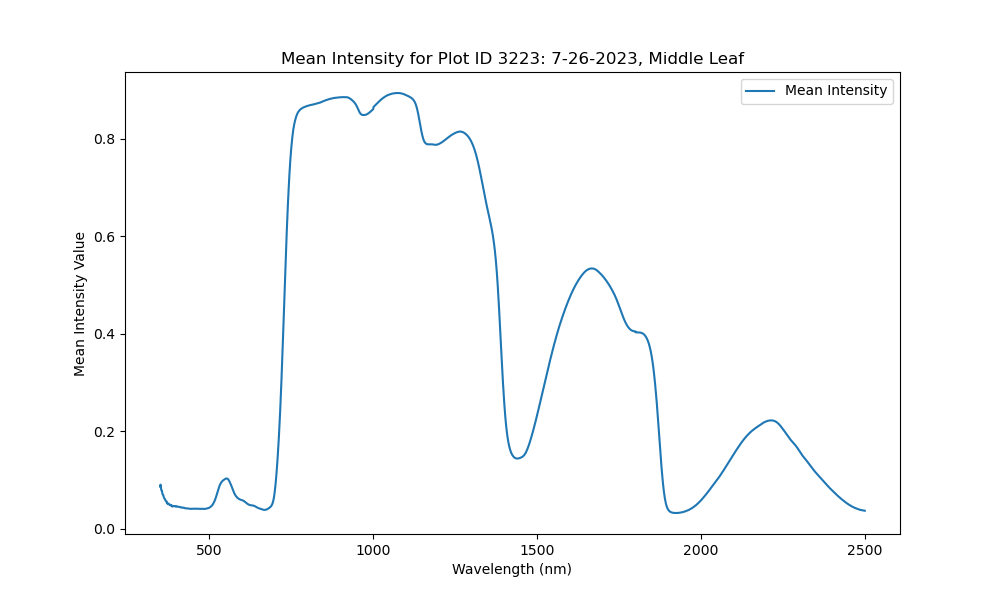 Mean Intensity for Plot ID 3223: 7-26-2023, Middle Leaf
Mean Intensity
Mean Intensity Value
0.8
0.6
0.4
0.2
0.0
500 1000 1500 2000 2500
Wavelength (nm)